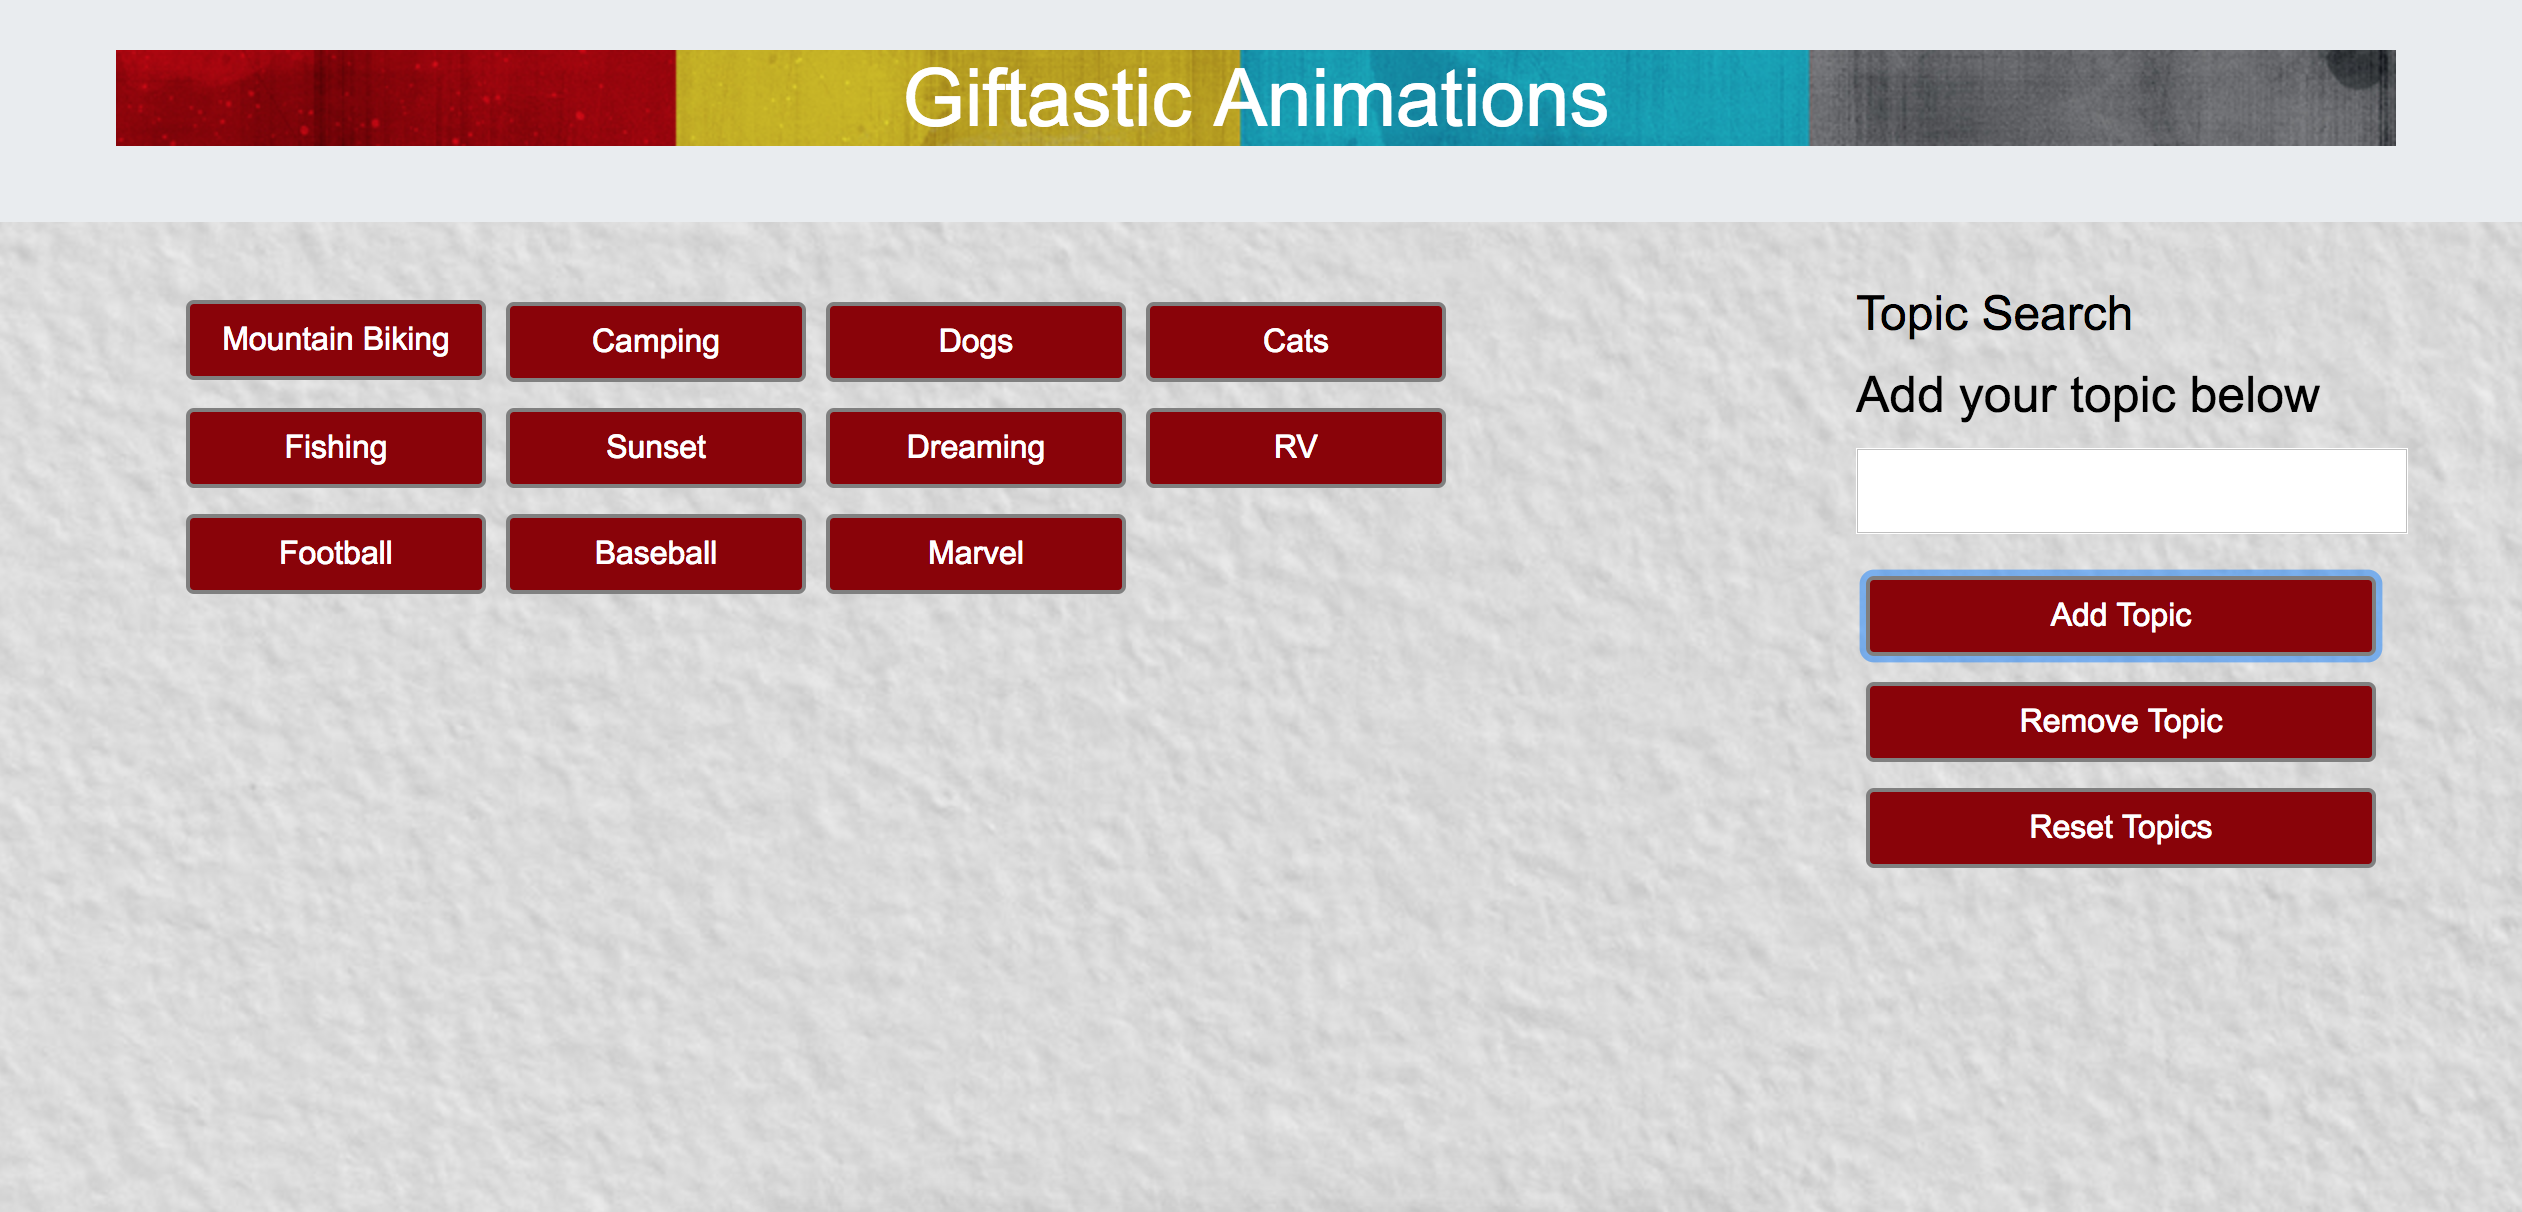 Giftastic Animations
Mountain Biking
Camping
Dogs
Cats
Fishing
Sunset
Dreaming
RV
Football
Baseball
Marvel
Topic Search
Add your topic below
Add Topic
Remove Topic
Reset Topics